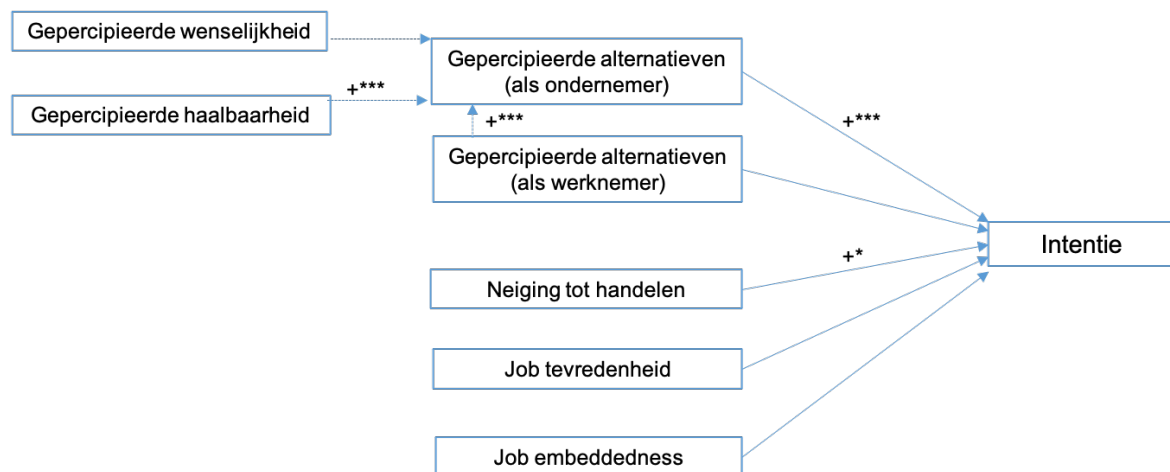 Gepercipieerde wenselijkheid
Gepercipieerde alternatieven
(als ondernemer)
+***
Gepercipieerde haalbaarheid
+***
+***
Gepercipieerde alternatieven
(als werknemer)
Intentie
+*
Neiging tot handelen
Job tevredenheid
Job embeddedness